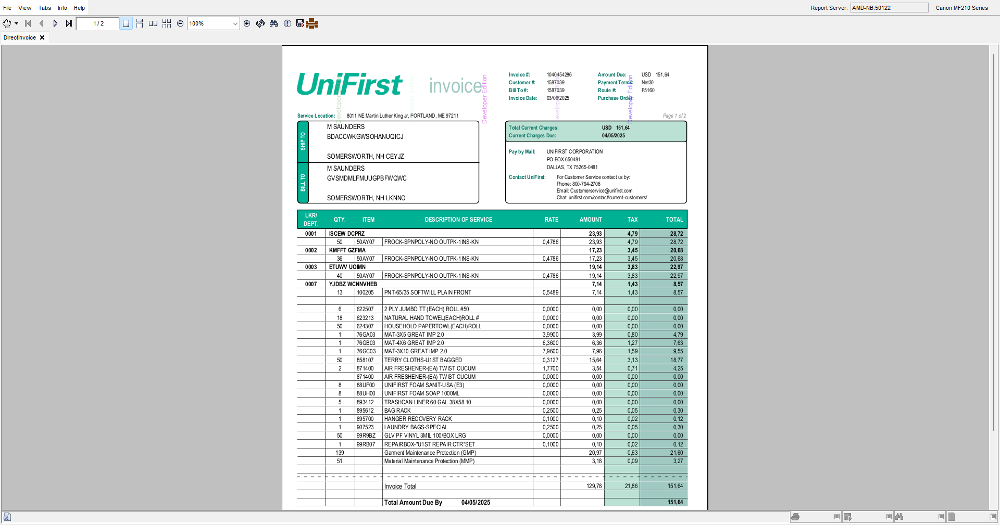 File View Tabs Info Help Report Server: AMD-NB:50122 Canon MF210 Series
1 / 2 100%
DirectInvoice
UniFirst invoice
Invoice #: 1040454286 Amount Due: USD 151,64
Customer #: 1587039 Payment Terms: Net30
Bill To #: 1587039 Route #: F5160
Invoice Date: 03/06/2025 Purchase Order:
Developer Edition
Developer Edition
Developer Edition
Developer Edition
Developer Edition
Service Location: 8011 NE Martin Luther King Jr, PORTLAND, ME 97211
Page 1 of 2
SHIP TO
M SAUNDERS
BDACCWKGWSOHANUQICJ
SOMERSWORTH, NH CEYJZ
BILL TO
M SAUNDERS
GVSMDMLFMUUGPBFWQWC
SOMERSWORTH, NH LKNNO
Total Current Charges: USD 151,64
Current Charges Due: 04/05/2025
Pay by Mail: UNIFIRST CORPORATION
PO BOX 650481
DALLAS, TX 75265-0481
Contact UniFirst: For Customer Service contact us by:
Phone: 800-794-2706
Email: Customerservice@unifirst.com
Chat: unifirst.com/contact/current-customers/
LKR/ DEPT. QTY. ITEM DESCRIPTION OF SERVICE RATE AMOUNT TAX TOTAL
0001 ISCEW DCPRZ 23,93 4,79 28,72
50 50AY07 FROCK-SPNPOLY-NO OUTPK-1INS-KN 0,4786 23,93 4,79 28,72
0002 KMFFT GZFMA 17,23 3,45 20,68
36 50AY07 FROCK-SPNPOLY-NO OUTPK-1INS-KN 0,4786 17,23 3,45 20,68
0003 ETUWV UOIMN 19,14 3,83 22,97
40 50AY07 FROCK-SPNPOLY-NO OUTPK-1INS-KN 0,4786 19,14 3,83 22,97
0007 YJDBZ WCNNVHEB 7,14 1,43 8,57
13 100205 PNT-65/35 SOFTWILL PLAIN FRONT 0,5489 7,14 1,43 8,57
6 622507 2 PLY JUMBO TT (EACH) ROLL #50 0,0000 0,00 0,00 0,00
18 623213 NATURAL HAND TOWEL(EACH)ROLL # 0,0000 0,00 0,00 0,00
50 624307 HOUSEHOLD PAPERTOWL(EACH)ROLL 0,0000 0,00 0,00 0,00
1 76GA03 MAT-3X5 GREAT IMP 2.0 3,9900 3,99 0,80 4,79
1 76GB03 MAT-4X6 GREAT IMP 2.0 6,3600 6,36 1,27 7,63
1 76GC03 MAT-3X10 GREAT IMP 2.0 7,9600 7,96 1,59 9,55
50 858107 TERRY CLOTHS-U1ST BAGGED 0,3127 15,64 3,13 18,77
2 871400 AIR FRESHENER-(EA) TWIST CUCUM 1,7700 3,54 0,71 4,25
871400 AIR FRESHENER-(EA) TWIST CUCUM 0,0000 0,00 0,00 0,00
8 88UF00 UNIFIRST FOAM SANIT-USA (E3) 0,0000 0,00 0,00 0,00
8 88UH00 UNIFIRST FOAM SOAP 1000ML 0,0000 0,00 0,00 0,00
5 893412 TRASHCAN LINER 60 GAL 38X58 10 0,0000 0,00 0,00 0,00
1 895612 BAG RACK 0,2500 0,25 0,05 0,30
1 895700 HANGER RECOVERY RACK 0,1000 0,10 0,02 0,12
1 907523 LAUNDRY BAGS-SPECIAL 0,2500 0,25 0,05 0,30
50 99R9BZ GLV PF VINYL 3MIL 100/BOX LRG 0,0000 0,00 0,00 0,00
1 99RB07 REPAIRBOX-"U1ST REPAIR CTR"SET 0,1000 0,10 0,02 0,12
139 Garment Maintenance Protection (GMP) 20,97 0,63 21,60
51 Material Maintenance Protection (MMP) 3,18 0,09 3,27
Invoice Total 129,78 21,86 151,64
Total Amount Due By 04/05/2025 151,64